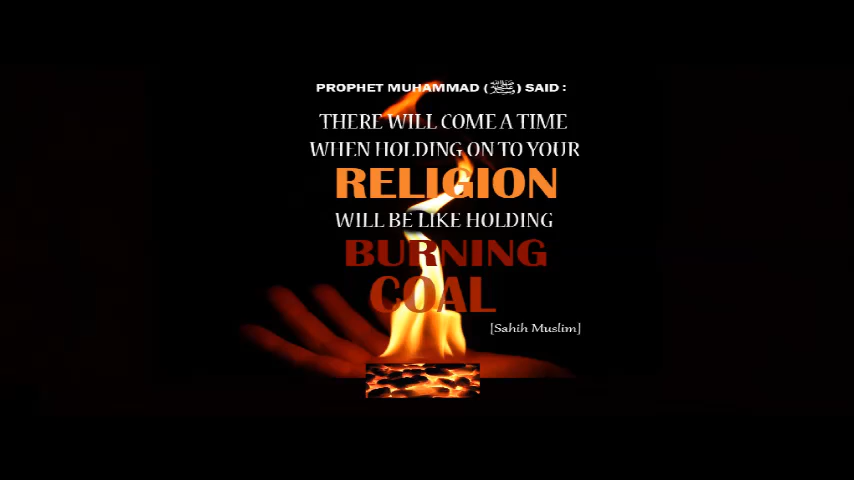 PROPHET MUHAMMAD (ﷺ) SAID :
THERE WILL COME A TIME
WHEN HOLDING ON TO YOUR
RELIGION
WILL BE LIKE HOLDING
BURNING
COAL
[Sahih Muslim]